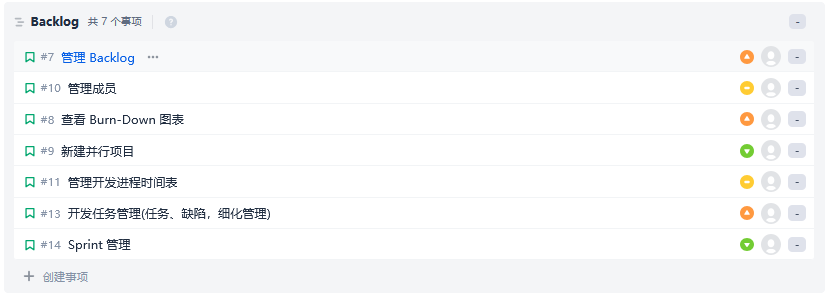 Backlog 共 7 个事项 ? -
#7 管理 Backlog ··· -
#10 管理成员 -
#8 查看 Burn-Down 图表 -
#9 新建并行项目 -
#11 管理开发进程时间表 -
#13 开发任务管理(任务、缺陷，细化管理) -
#14 Sprint 管理 -
+ 创建事项